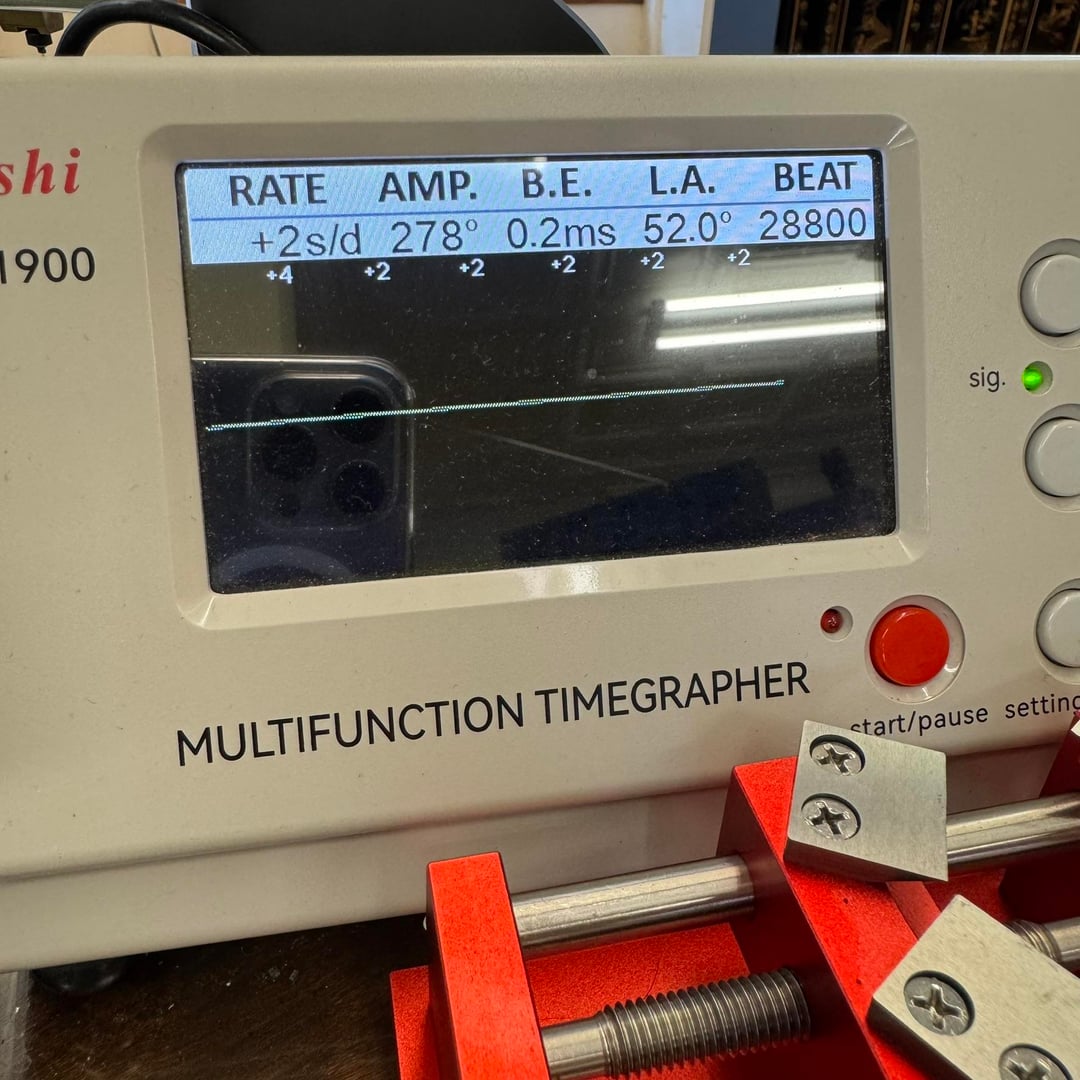 shi
1900
RATE AMP. B.E. L.A. BEAT
+2s/d 278° 0.2ms 52.0° 28800
+4 +2 +2 +2 +2 +2
sig.
MULTIFUNCTION TIMEGRAPHER
start/pause setting